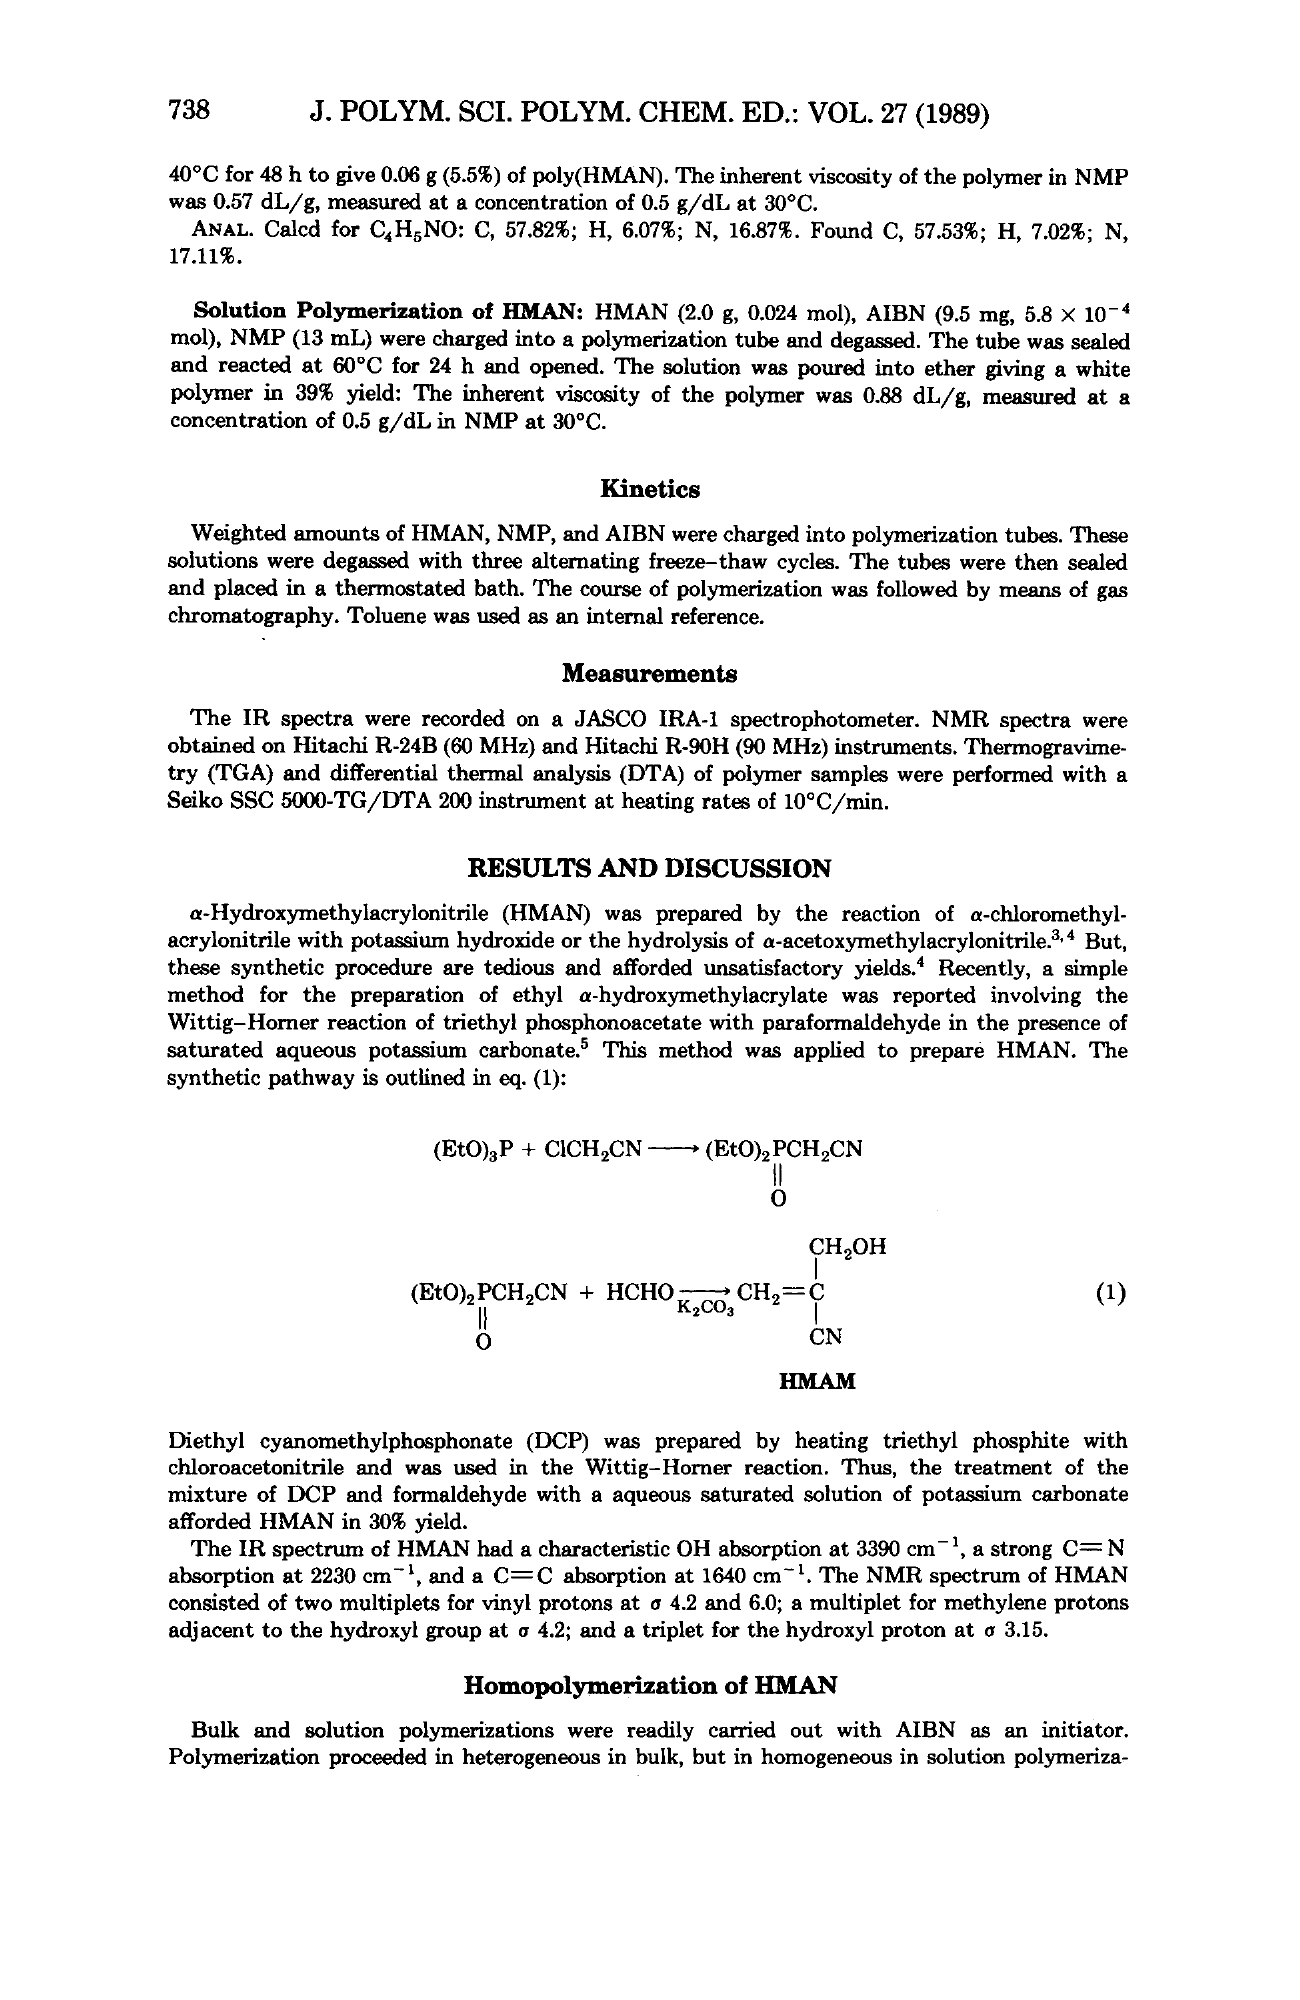 738 J. POLYM. SCI. POLYM. CHEM. ED.: VOL. 27 (1989)
40°C for 48 h to give 0.06 g (5.5%) of poly(HMAN). The inherent viscosity of the polymer in NMP
was 0.57 dL/g, measured at a concentration of 0.5 g/dL at 30°C.
ANAL. Calcd for C₄H₅NO: C, 57.82%; H, 6.07%; N, 16.87%. Found C, 57.53%; H, 7.02%; N,
17.11%.
Solution Polymerization of HMAN: HMAN (2.0 g, 0.024 mol), AIBN (9.5 mg, 5.8 × 10⁻⁴
mol), NMP (13 mL) were charged into a polymerization tube and degassed. The tube was sealed
and reacted at 60°C for 24 h and opened. The solution was poured into ether giving a white
polymer in 39% yield: The inherent viscosity of the polymer was 0.88 dL/g, measured at a
concentration of 0.5 g/dL in NMP at 30°C.
Kinetics
Weighted amounts of HMAN, NMP, and AIBN were charged into polymerization tubes. These
solutions were degassed with three alternating freeze–thaw cycles. The tubes were then sealed
and placed in a thermostated bath. The course of polymerization was followed by means of gas
chromatography. Toluene was used as an internal reference.
Measurements
The IR spectra were recorded on a JASCO IRA-1 spectrophotometer. NMR spectra were
obtained on Hitachi R-24B (60 MHz) and Hitachi R-90H (90 MHz) instruments. Thermogravime-
try (TGA) and differential thermal analysis (DTA) of polymer samples were performed with a
Seiko SSC 5000-TG/DTA 200 instrument at heating rates of 10°C/min.
RESULTS AND DISCUSSION
α-Hydroxymethylacrylonitrile (HMAN) was prepared by the reaction of α-chloromethyl-
acrylonitrile with potassium hydroxide or the hydrolysis of α-acetoxymethylacrylonitrile.³,⁴ But,
these synthetic procedure are tedious and afforded unsatisfactory yields.⁴ Recently, a simple
method for the preparation of ethyl α-hydroxymethylacrylate was reported involving the
Wittig–Horner reaction of triethyl phosphonoacetate with paraformaldehyde in the presence of
saturated aqueous potassium carbonate.⁵ This method was applied to prepare HMAN. The
synthetic pathway is outlined in eq. (1):
(EtO)₃P + ClCH₂CN ⟶ (EtO)₂PCH₂CN
||
O
CH₂OH
|
(EtO)₂PCH₂CN + HCHO ⟶ CH₂=C (1)
|| K₂CO₃ |
O CN
HMAM
Diethyl cyanomethylphosphonate (DCP) was prepared by heating triethyl phosphite with
chloroacetonitrile and was used in the Wittig–Horner reaction. Thus, the treatment of the
mixture of DCP and formaldehyde with a aqueous saturated solution of potassium carbonate
afforded HMAN in 30% yield.
The IR spectrum of HMAN had a characteristic OH absorption at 3390 cm⁻¹, a strong C=N
absorption at 2230 cm⁻¹, and a C=C absorption at 1640 cm⁻¹. The NMR spectrum of HMAN
consisted of two multiplets for vinyl protons at σ 4.2 and 6.0; a multiplet for methylene protons
adjacent to the hydroxyl group at σ 4.2; and a triplet for the hydroxyl proton at σ 3.15.
Homopolymerization of HMAN
Bulk and solution polymerizations were readily carried out with AIBN as an initiator.
Polymerization proceeded in heterogeneous in bulk, but in homogeneous in solution polymeriza-